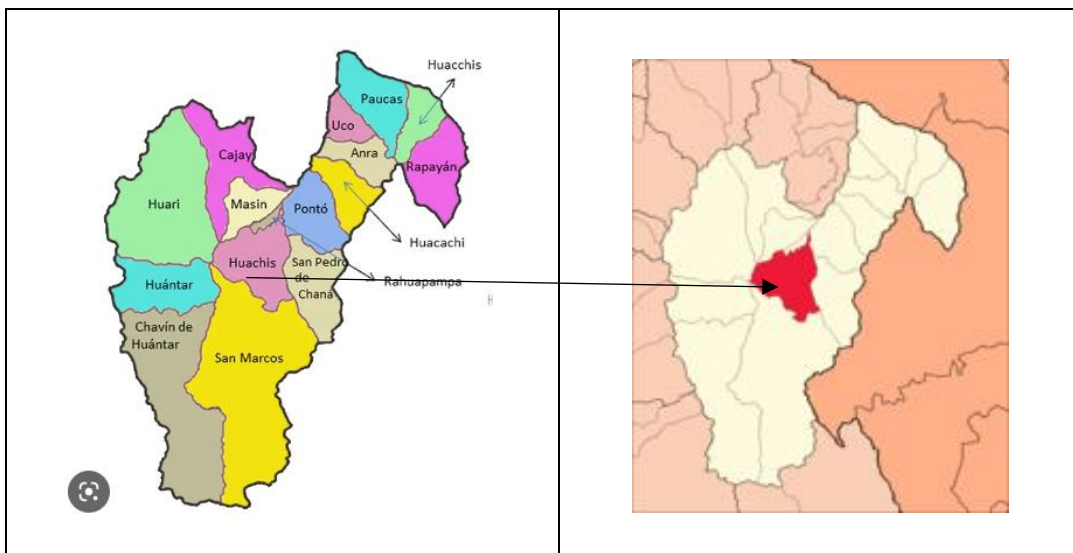 Huacchis
Paucas
Uco
Anra
Rapayán
Cajay
Masin
Huari
Pontó
Huacachi
Huachis
San Pedro
de
Chaná
Rahuapampa
Huántar
H
Chavín de
Huántar
San Marcos